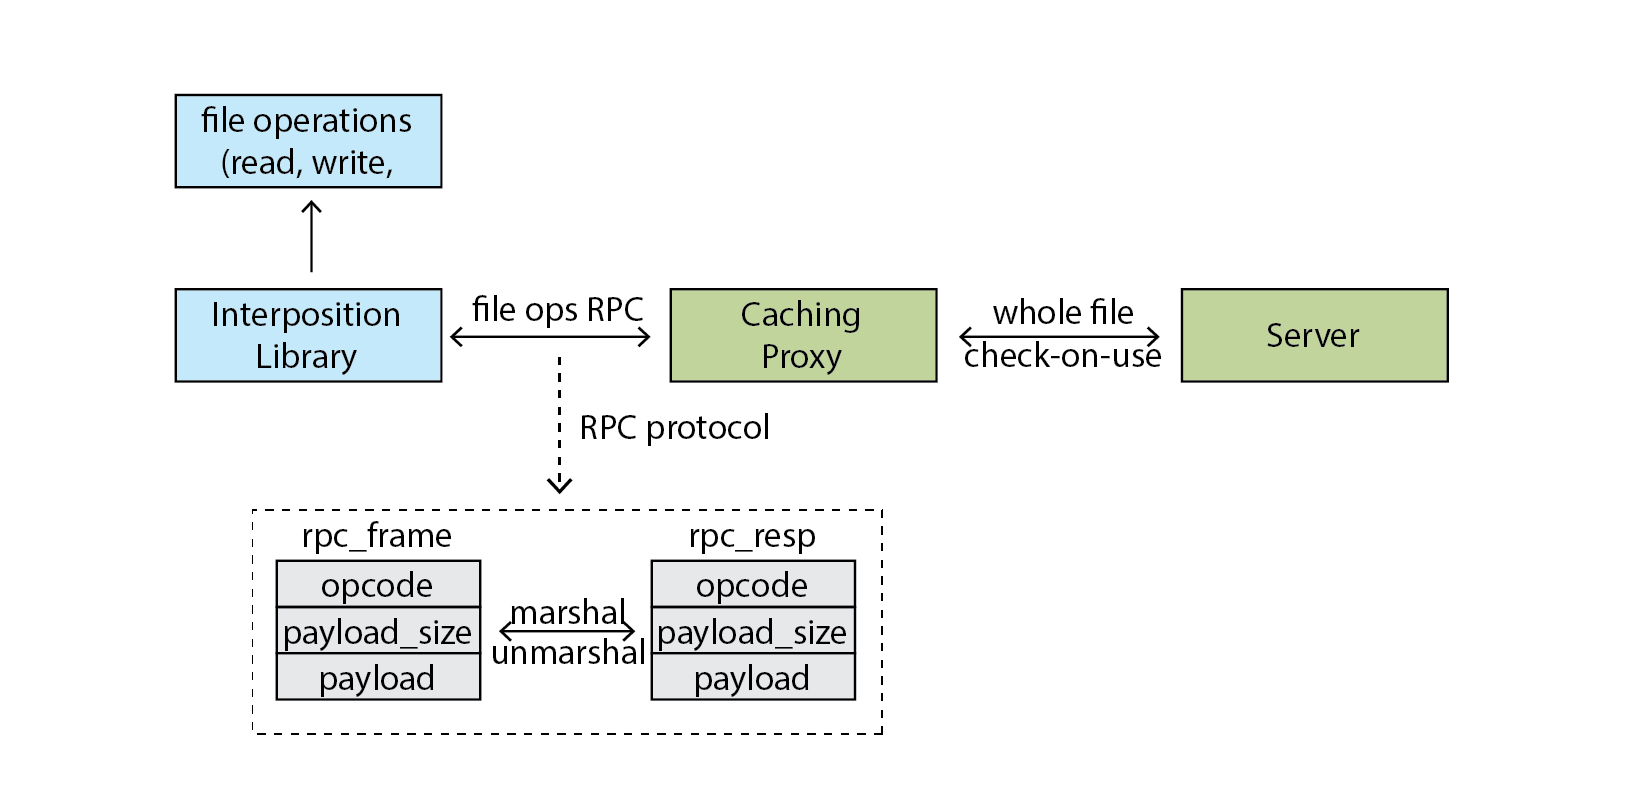 file operations
(read, write,
Interposition
Library
file ops RPC
Caching
Proxy
whole file
check-on-use
Server
RPC protocol
rpc_frame
opcode
payload_size
payload
marshal
unmarshal
rpc_resp
opcode
payload_size
payload